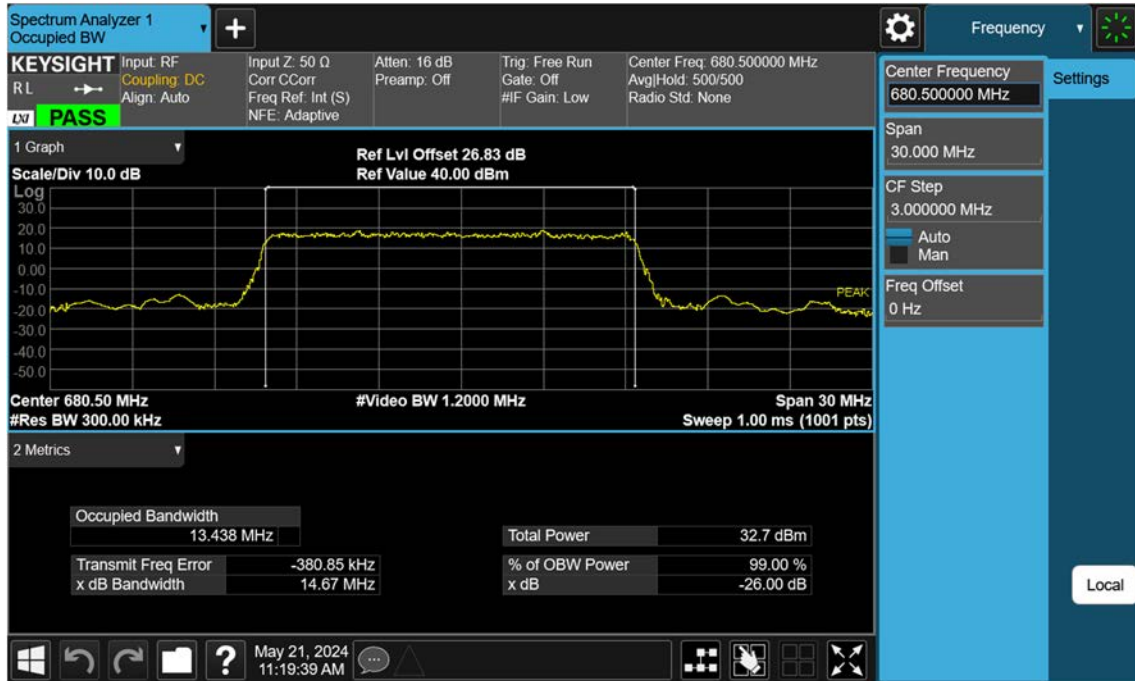 Spectrum Analyzer 1
Occupied BW
+
Frequency
KEYSIGHT
R L
LXI
PASS
Input: RF
Coupling: DC
Align: Auto
Input Z: 50 Ω
Corr CCorr
Freq Ref: Int (S)
NFE: Adaptive
Atten: 16 dB
Preamp: Off
Trig: Free Run
Gate: Off
#IF Gain: Low
Center Freq: 680.500000 MHz
Avg|Hold: 500/500
Radio Std: None
Center Frequency
680.500000 MHz
Settings
Span
30.000 MHz
CF Step
3.000000 MHz
Auto
Man
Freq Offset
0 Hz
Local
1 Graph
Scale/Div 10.0 dB
Ref Lvl Offset 26.83 dB
Ref Value 40.00 dBm
Log
30.0
20.0
10.0
0.00
-10.0
-20.0
-30.0
-40.0
-50.0
PEAK
Center 680.50 MHz
#Video BW 1.2000 MHz
Span 30 MHz
#Res BW 300.00 kHz
Sweep 1.00 ms (1001 pts)
2 Metrics
Occupied Bandwidth
13.438 MHz
Total Power 32.7 dBm
Transmit Freq Error -380.85 kHz
% of OBW Power 99.00 %
x dB Bandwidth 14.67 MHz
x dB -26.00 dB
?
May 21, 2024
11:19:39 AM